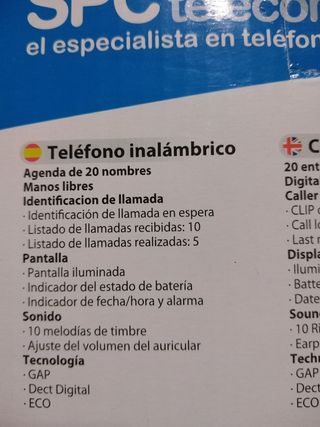 SPC telecom
el especialista en teléfon
Teléfono inalámbrico
Agenda de 20 nombres
Manos libres
Identificacion de llamada
· Identificación de llamada en espera
· Listado de llamadas recibidas: 10
· Listado de llamadas realizadas: 5
Pantalla
· Pantalla iluminada
· Indicador del estado de batería
· Indicador de fecha/hora y alarma
Sonido
· 10 melodías de timbre
· Ajuste del volumen del auricular
Tecnología
· GAP
· Dect Digital
· ECO
C
20 ent
Digita
Caller
· CLIP c
· Call lo
· Last r
Displa
· Ilumi
· Batte
· Date
Soun
· 10 Ri
· Earp
Techn
· GAP
· Dect
· ECO